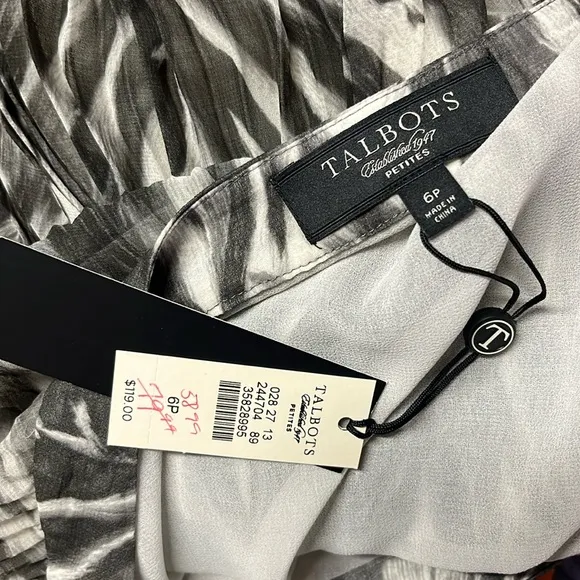 TALBOTS
Established 1947
PETITES
6P
MADE IN
CHINA
T
TALBOTS
PETITES
028 27 13
244704 89
35828995
6P
$119.00